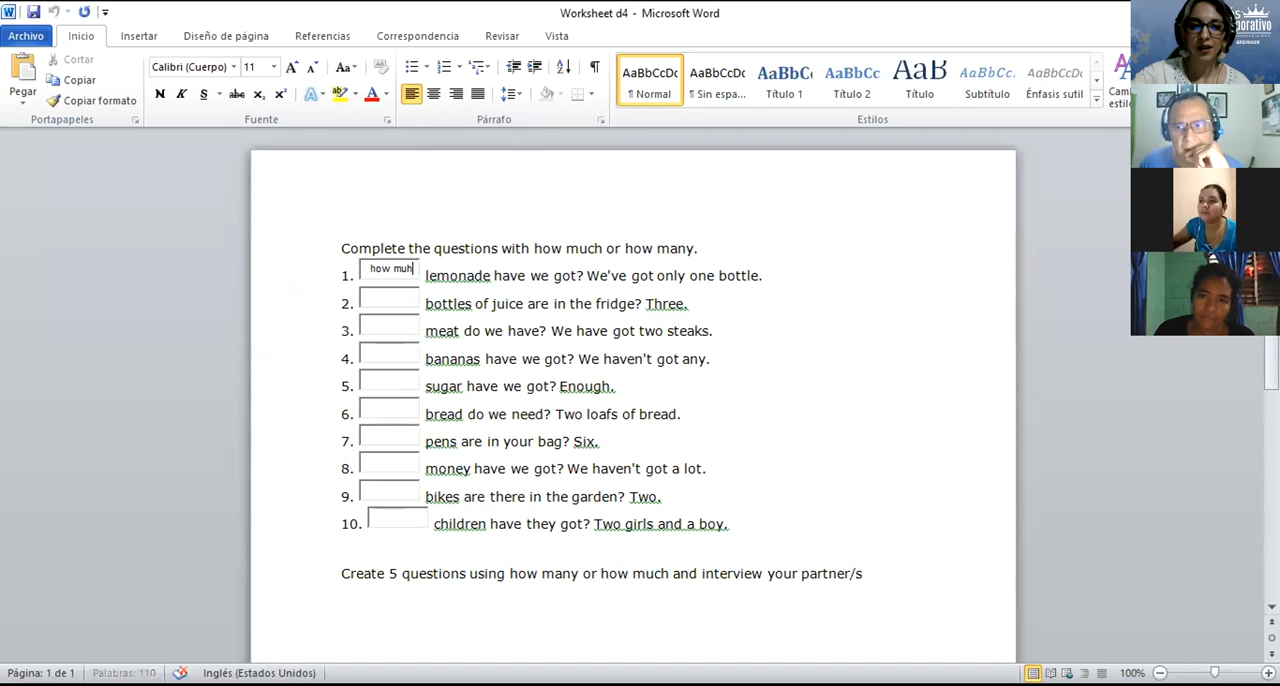 Worksheet d4 - Microsoft Word
Archivo Inicio Insertar Diseño de página Referencias Correspondencia Revisar Vista
Pegar
Cortar
Copiar
Copiar formato
Portapapeles
Calibri (Cuerpo) 11
N K S abc x₂ x²
Fuente
Párrafo
AaBbCcDc AaBbCcDc AaBbC AaBbCc AaB AaBbCc. AaBbCcDc
¶ Normal ¶ Sin espa... Título 1 Título 2 Título Subtítulo Énfasis sutil
Estilos
BEGINNER
Complete the questions with how much or how many.
1. how muh lemonade have we got? We've got only one bottle.
2. bottles of juice are in the fridge? Three.
3. meat do we have? We have got two steaks.
4. bananas have we got? We haven't got any.
5. sugar have we got? Enough.
6. bread do we need? Two loafs of bread.
7. pens are in your bag? Six.
8. money have we got? We haven't got a lot.
9. bikes are there in the garden? Two.
10. children have they got? Two girls and a boy.
Create 5 questions using how many or how much and interview your partner/s
Página: 1 de 1 Palabras: 110 Inglés (Estados Unidos) 100%